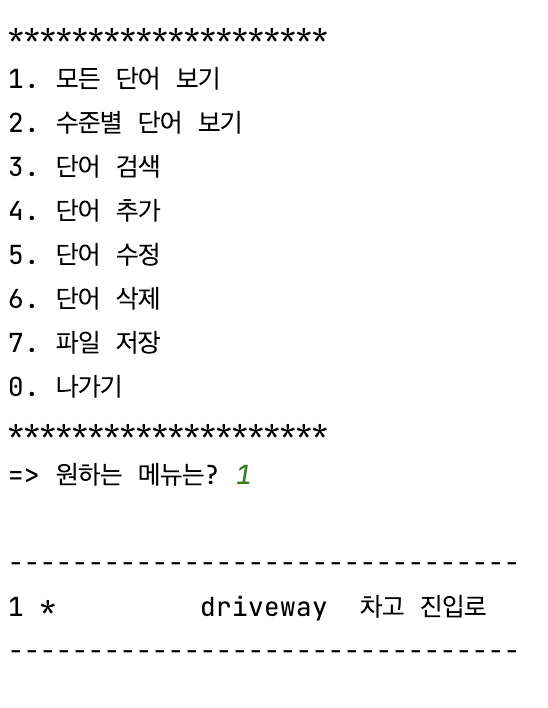 ********************
1. 모든 단어 보기
2. 수준별 단어 보기
3. 단어 검색
4. 단어 추가
5. 단어 수정
6. 단어 삭제
7. 파일 저장
0. 나가기
********************
=> 원하는 메뉴는? 1
--------------------------------
1 *         driveway  차고 진입로
--------------------------------